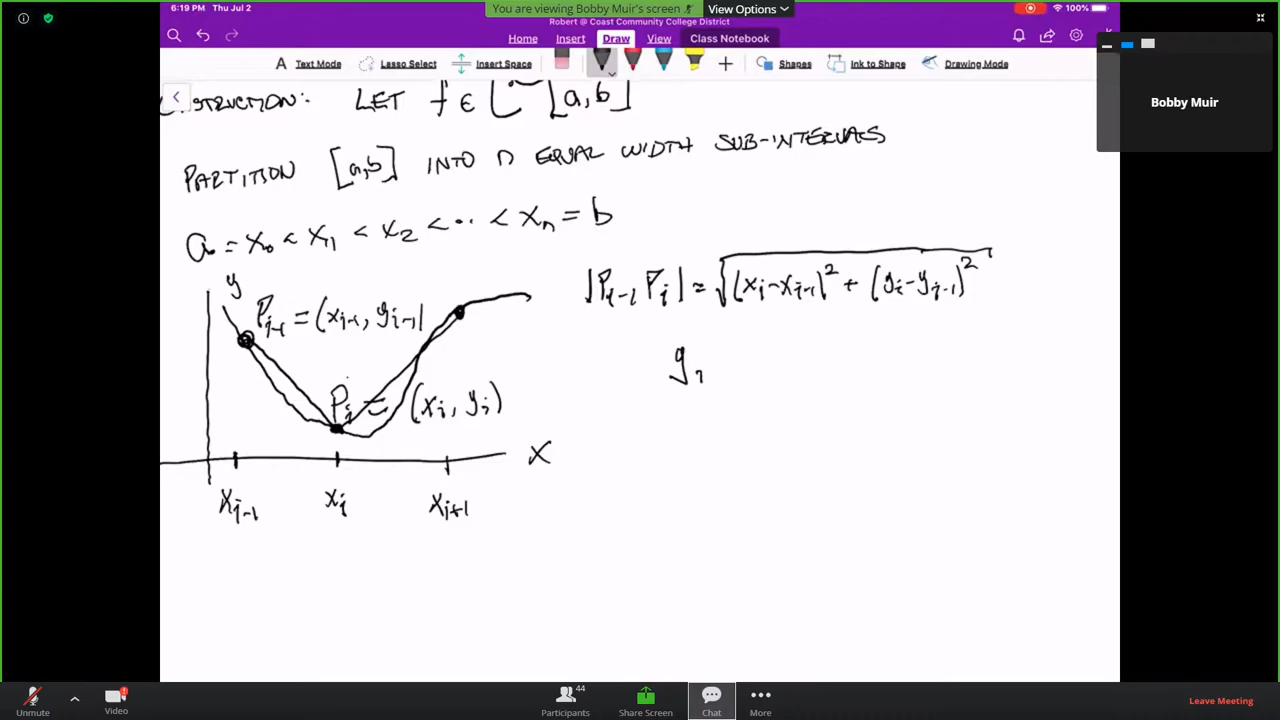 You are viewing Bobby Muir's screen View Options
6:19 PM Thu Jul 2
100%
Robert @ Coast Community College District
Home Insert Draw View Class Notebook
Text Mode Lasso Select Insert Space Shapes Ink to Shape Drawing Mode
Bobby Muir
STRUCTION: LET f ∈ [a,b]
PARTITION [a,b] INTO n EQUAL WIDTH SUB-INTERVALS
a = x₀ < x₁ < x₂ < ... < xₙ = b
|Pᵢ₋₁ Pᵢ| = √((xᵢ-xᵢ₋₁)² + (yᵢ-yᵢ₋₁)²)
y
Pᵢ₋₁ = (xᵢ₋₁, yᵢ₋₁)
y
Pᵢ = (xᵢ, yᵢ)
x
xᵢ₋₁ xᵢ xᵢ₊₁
Unmute Video Participants 44 Share Screen Chat More Leave Meeting